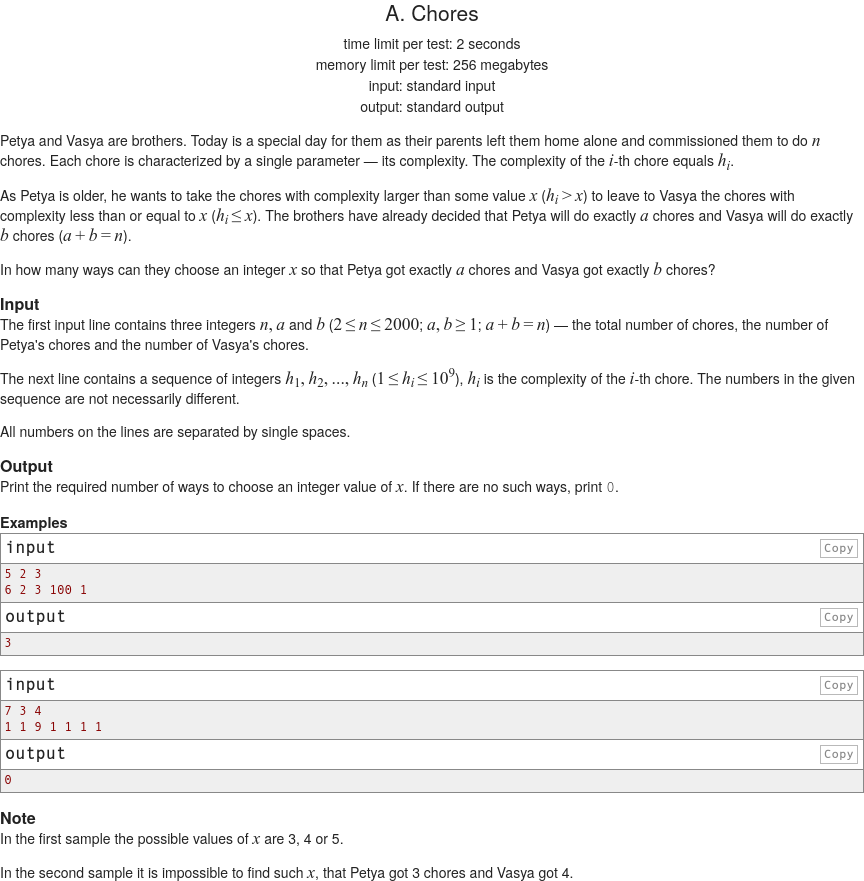 A. Chores
time limit per test: 2 seconds
memory limit per test: 256 megabytes
input: standard input
output: standard output
Petya and Vasya are brothers. Today is a special day for them as their parents left them home alone and commissioned them to do n
chores. Each chore is characterized by a single parameter — its complexity. The complexity of the i-th chore equals hi.
As Petya is older, he wants to take the chores with complexity larger than some value x (hi > x) to leave to Vasya the chores with
complexity less than or equal to x (hi ≤ x). The brothers have already decided that Petya will do exactly a chores and Vasya will do exactly
b chores (a + b = n).
In how many ways can they choose an integer x so that Petya got exactly a chores and Vasya got exactly b chores?
Input
The first input line contains three integers n, a and b (2 ≤ n ≤ 2000; a, b ≥ 1; a + b = n) — the total number of chores, the number of
Petya's chores and the number of Vasya's chores.
The next line contains a sequence of integers h1, h2, ..., hn (1 ≤ hi ≤ 10^9), hi is the complexity of the i-th chore. The numbers in the given
sequence are not necessarily different.
All numbers on the lines are separated by single spaces.
Output
Print the required number of ways to choose an integer value of x. If there are no such ways, print 0.
Examples
input Copy
5 2 3
6 2 3 100 1
output Copy
3
input Copy
7 3 4
1 1 9 1 1 1 1
output Copy
0
Note
In the first sample the possible values of x are 3, 4 or 5.
In the second sample it is impossible to find such x, that Petya got 3 chores and Vasya got 4.